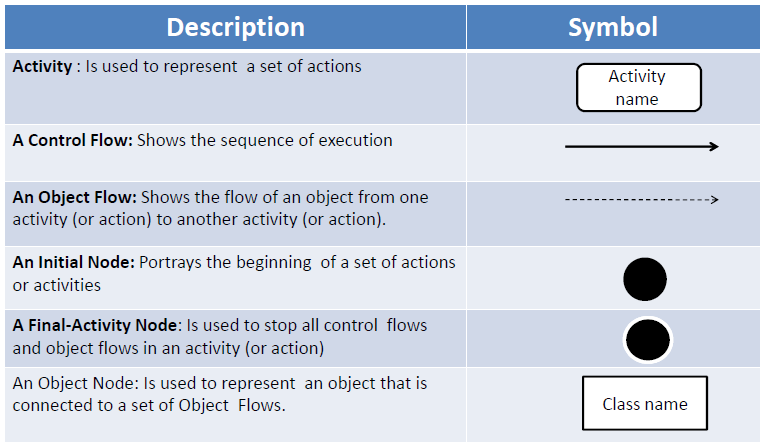 Description
Symbol
Activity : Is used to represent a set of actions
Activity
name
A Control Flow: Shows the sequence of execution
An Object Flow: Shows the flow of an object from one
activity (or action) to another activity (or action).
An Initial Node: Portrays the beginning of a set of actions
or activities
A Final-Activity Node: Is used to stop all control flows
and object flows in an activity (or action)
An Object Node: Is used to represent an object that is
connected to a set of Object Flows.
Class name